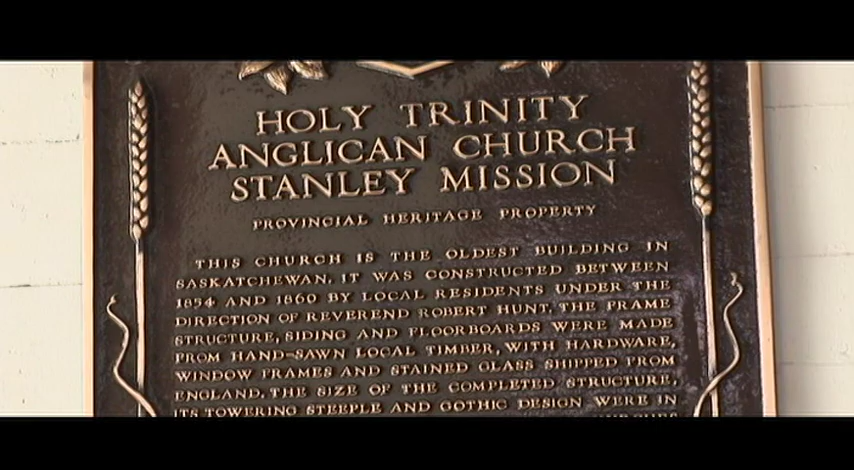 HOLY TRINITY
ANGLICAN CHURCH
STANLEY MISSION
PROVINCIAL HERITAGE PROPERTY
THIS CHURCH IS THE OLDEST BUILDING IN
SASKATCHEWAN. IT WAS CONSTRUCTED BETWEEN
1854 AND 1860 BY LOCAL RESIDENTS UNDER THE
DIRECTION OF REVEREND ROBERT HUNT. THE FRAME
STRUCTURE, SIDING AND FLOORBOARDS WERE MADE
FROM HAND-SAWN LOCAL TIMBER, WITH HARDWARE,
WINDOW FRAMES AND STAINED GLASS SHIPPED FROM
ENGLAND. THE SIZE OF THE COMPLETED STRUCTURE,
ITS TOWERING STEEPLE AND GOTHIC DESIGN WERE IN